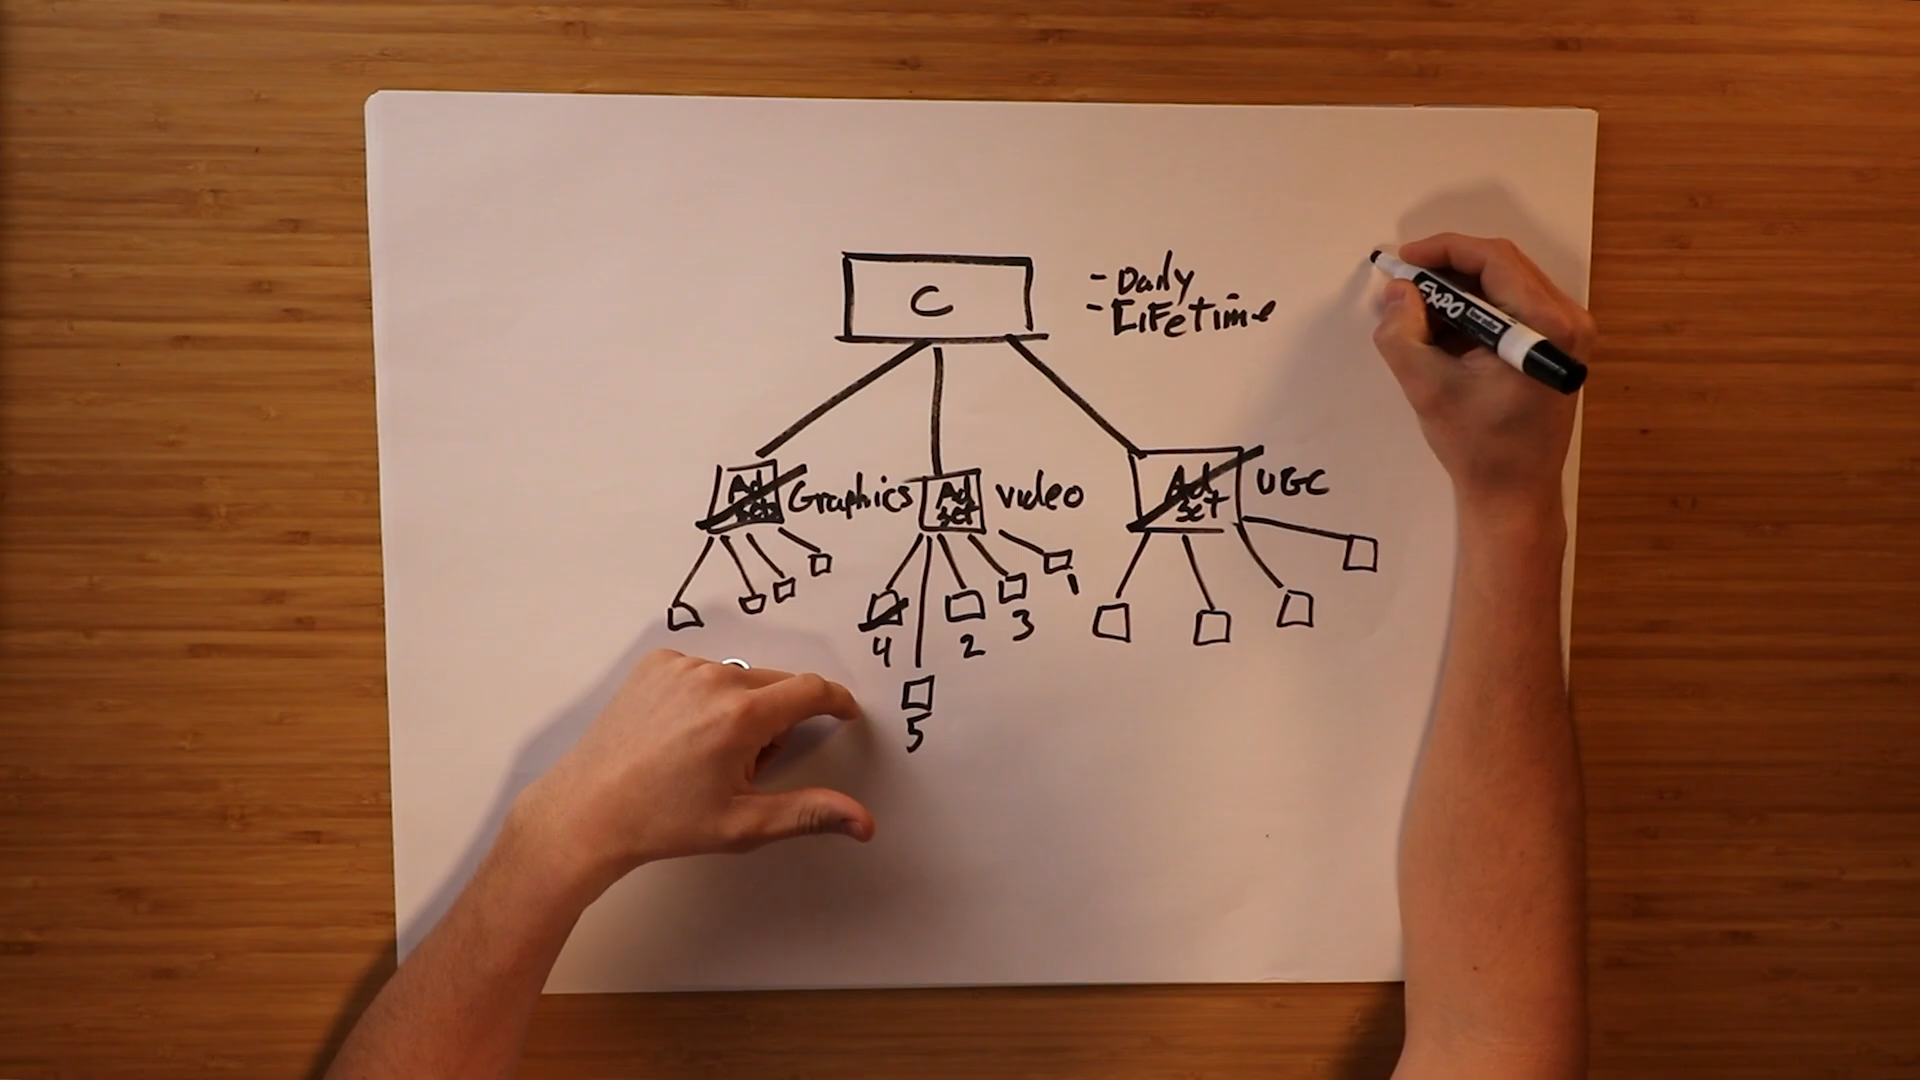 C
- Daily
- LiFetime
Ad
set
Graphics
Ad
set
video
Ad
set
UGC
1
4
2
3
5
EXPO